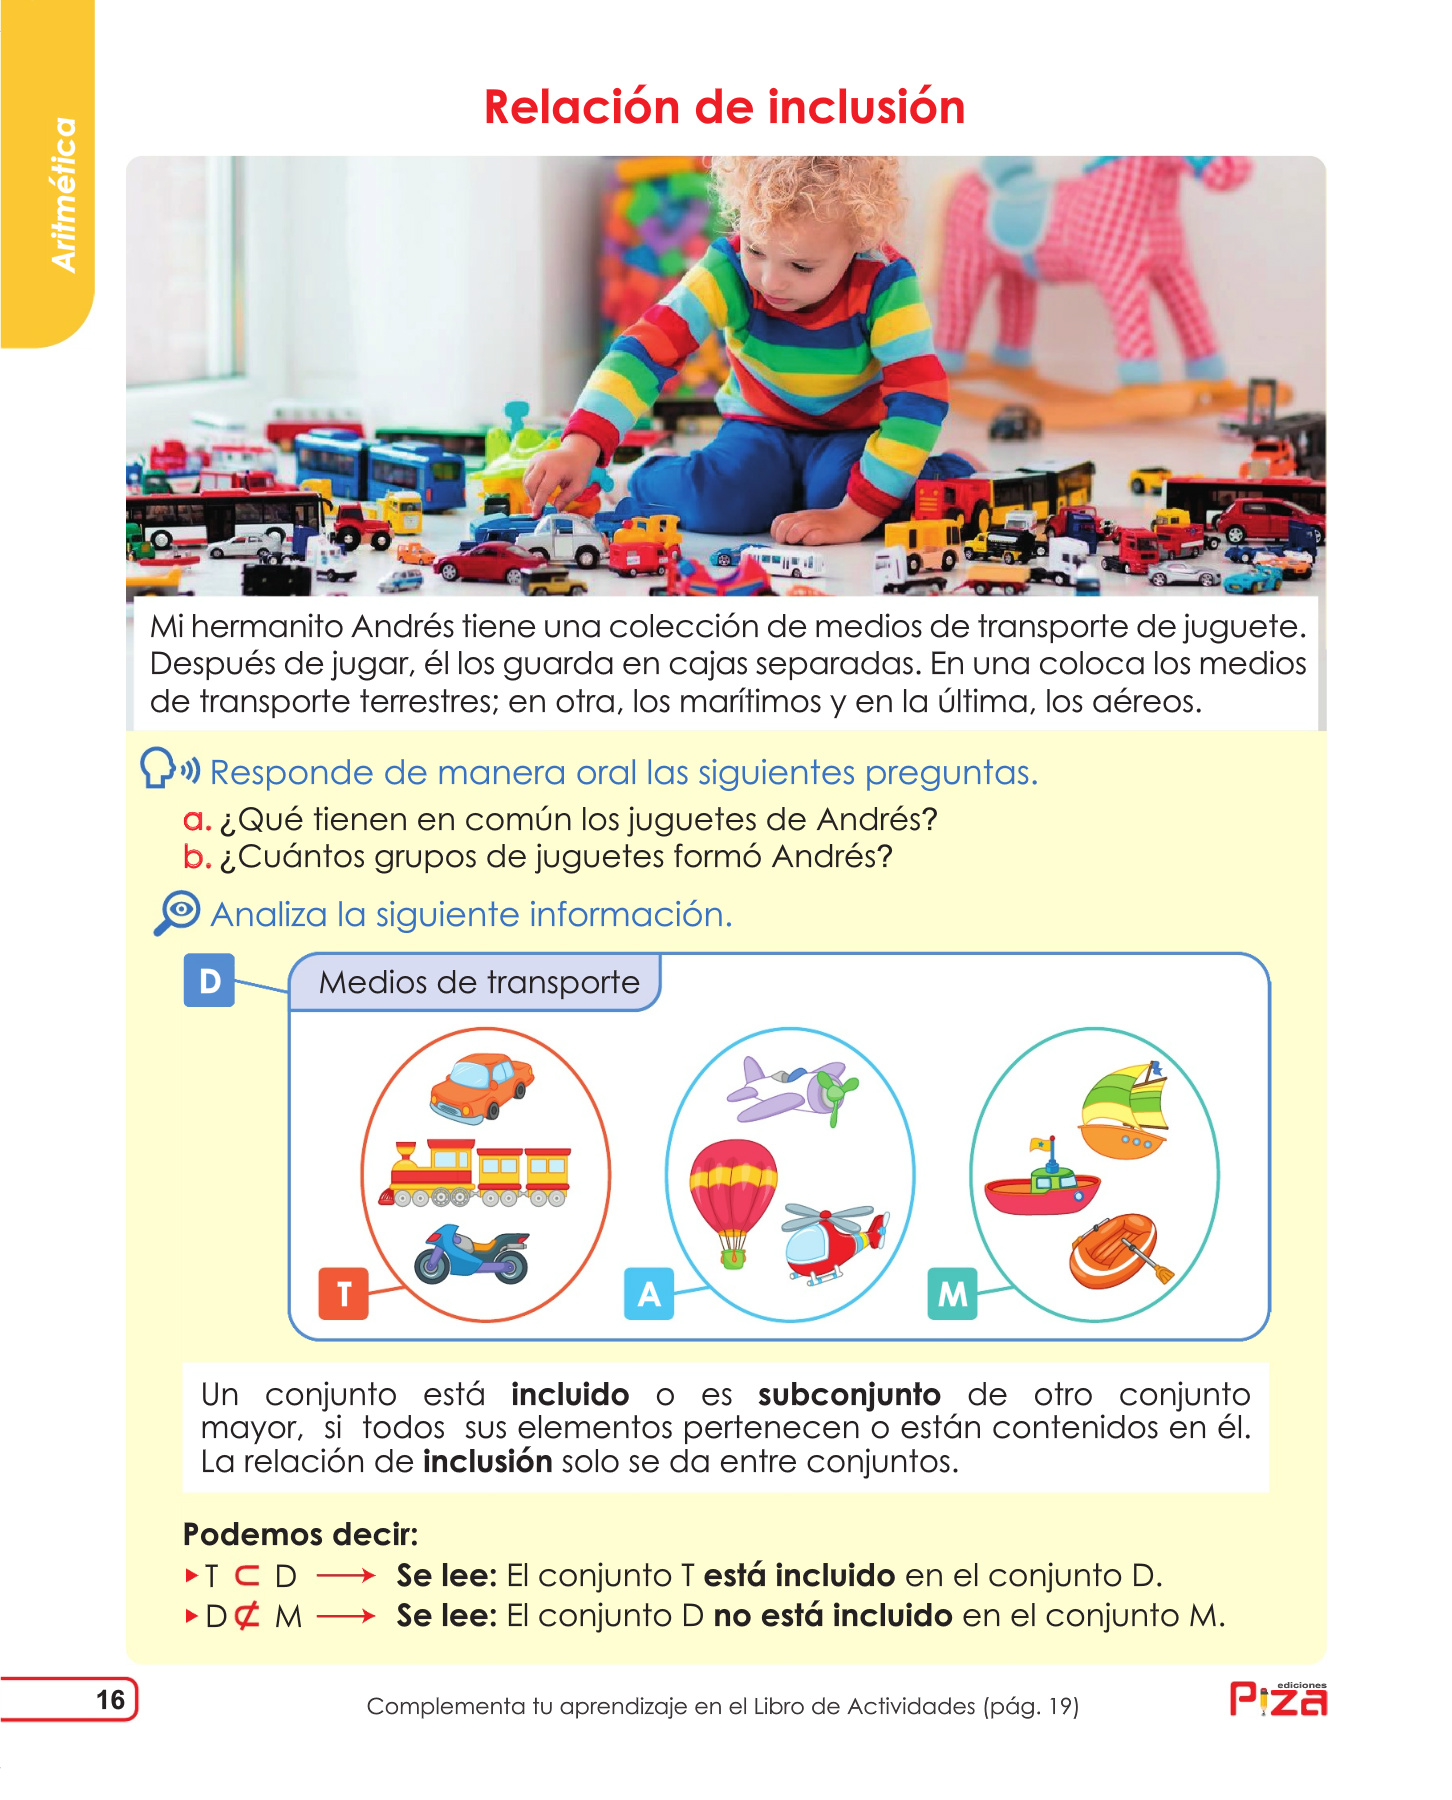 Aritmética
Relación de inclusión
Mi hermanito Andrés tiene una colección de medios de transporte de juguete.
Después de jugar, él los guarda en cajas separadas. En una coloca los medios
de transporte terrestres; en otra, los marítimos y en la última, los aéreos.
Responde de manera oral las siguientes preguntas.
a. ¿Qué tienen en común los juguetes de Andrés?
b. ¿Cuántos grupos de juguetes formó Andrés?
Analiza la siguiente información.
D
Medios de transporte
T
A
M
Un conjunto está incluido o es subconjunto de otro conjunto
mayor, si todos sus elementos pertenecen o están contenidos en él.
La relación de inclusión solo se da entre conjuntos.
Podemos decir:
T ⊂ D → Se lee: El conjunto T está incluido en el conjunto D.
D ⊄ M → Se lee: El conjunto D no está incluido en el conjunto M.
16
Complementa tu aprendizaje en el Libro de Actividades (pág. 19)
ediciones
Piza